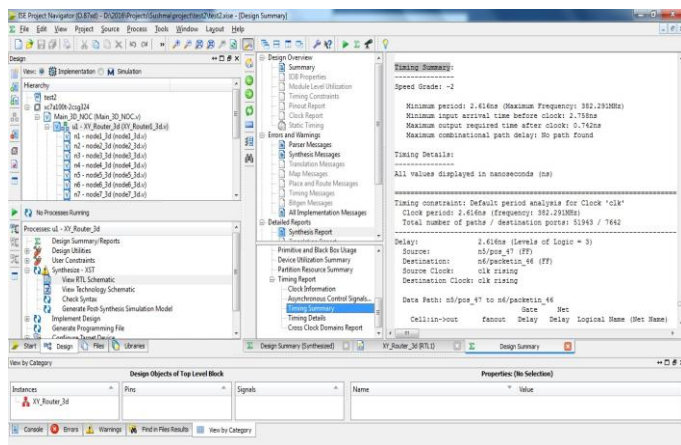 ISE Project Navigator (O.87xd) - D:\2016\Projects\Sushma\project\test2\test2.xise - [Design Summary]
File Edit View Project Source Process Tools Window Layout Help
Design
View: Implementation Simulation
Hierarchy
test2
xc7a100t-2csg324
Main_3D_NOC (Main_3D_NOC.v)
u1 - XY_Router_3d (XY_Router1_3d.v)
n1 - node1_3d (node1_3d.v)
n2 - node2_3d (node2_3d.v)
n3 - node3_3d (node3_3d.v)
n4 - node4_3d (node4_3d.v)
n5 - node5_3d (node5_3d.v)
n6 - node6_3d (node6_3d.v)
n7 - node7_3d (node7_3d.v)
No Processes Running
Processes: u1 - XY_Router_3d
Design Summary/Reports
Design Utilities
User Constraints
Synthesize - XST
View RTL Schematic
View Technology Schematic
Check Syntax
Generate Post-Synthesis Simulation Model
Implement Design
Generate Programming File
Configure Target Device
Start Design Files Libraries
Design Overview
Summary
IOB Properties
Module Level Utilization
Timing Constraints
Pinout Report
Clock Report
Static Timing
Errors and Warnings
Parser Messages
Synthesis Messages
Translation Messages
Map Messages
Place and Route Messages
Timing Messages
Bitgen Messages
All Implementation Messages
Detailed Reports
Synthesis Report
Primitive and Black Box Usage
Device Utilization Summary
Partition Resource Summary
Timing Report
Clock Information
Asynchronous Control Signals...
Timing Summary
Timing Details
Cross Clock Domains Report
Timing Summary:
---------------
Speed Grade: -2
Minimum period: 2.616ns (Maximum Frequency: 382.291MHz)
Minimum input arrival time before clock: 2.758ns
Maximum output required time after clock: 0.742ns
Maximum combinational path delay: No path found
Timing Details:
---------------
All values displayed in nanoseconds (ns)
Timing constraint: Default period analysis for Clock 'clk'
Clock period: 2.616ns (frequency: 382.291MHz)
Total number of paths / destination ports: 51943 / 7642
Delay: 2.616ns (Levels of Logic = 3)
Source: n5/pos_47 (FF)
Destination: n6/packetin_46 (FF)
Source Clock: clk rising
Destination Clock: clk rising
Data Path: n5/pos_47 to n6/packetin_46
Gate Net
Cell:in->out fanout Delay Delay Logical Name (Net Name)
Design Summary (Synthesized) XY_Router_3d (RTL1) Design Summary
View by Category
Design Objects of Top Level Block Properties: (No Selection)
Instances Pins Signals Name Value
XY_Router_3d
Console Errors Warnings Find in Files Results View by Category